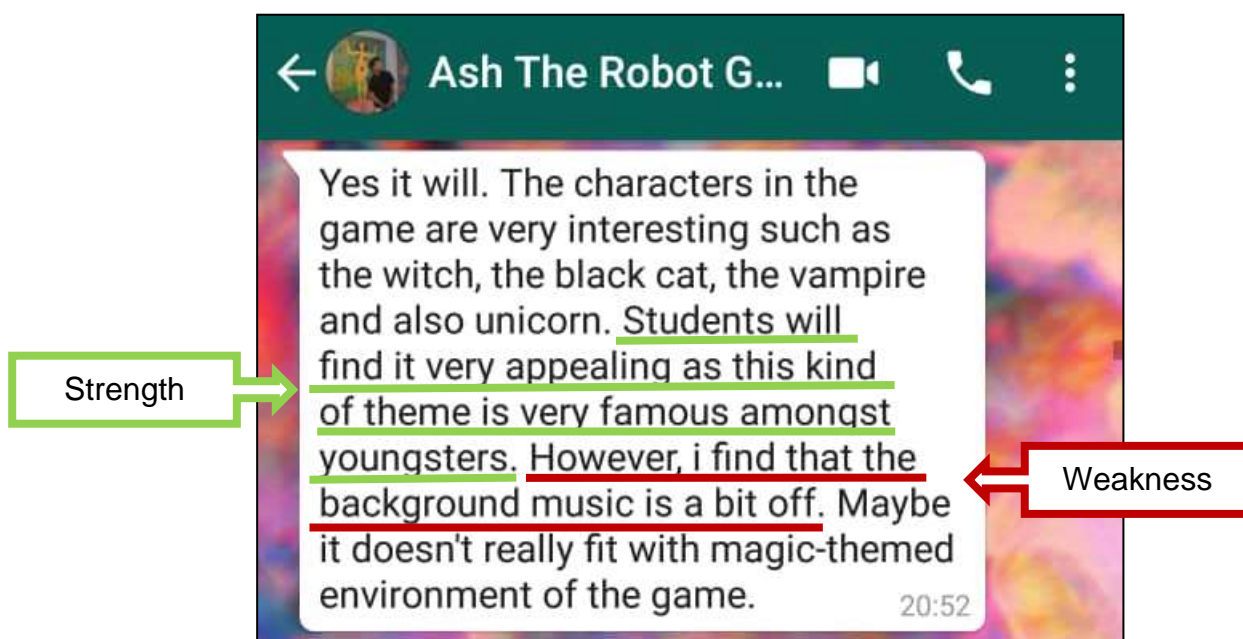 Ash The Robot G...
Yes it will. The characters in the
game are very interesting such as
the witch, the black cat, the vampire
and also unicorn. Students will
find it very appealing as this kind
of theme is very famous amongst
youngsters. However, i find that the
background music is a bit off. Maybe
it doesn't really fit with magic-themed
environment of the game.
20:52
Strength
Weakness